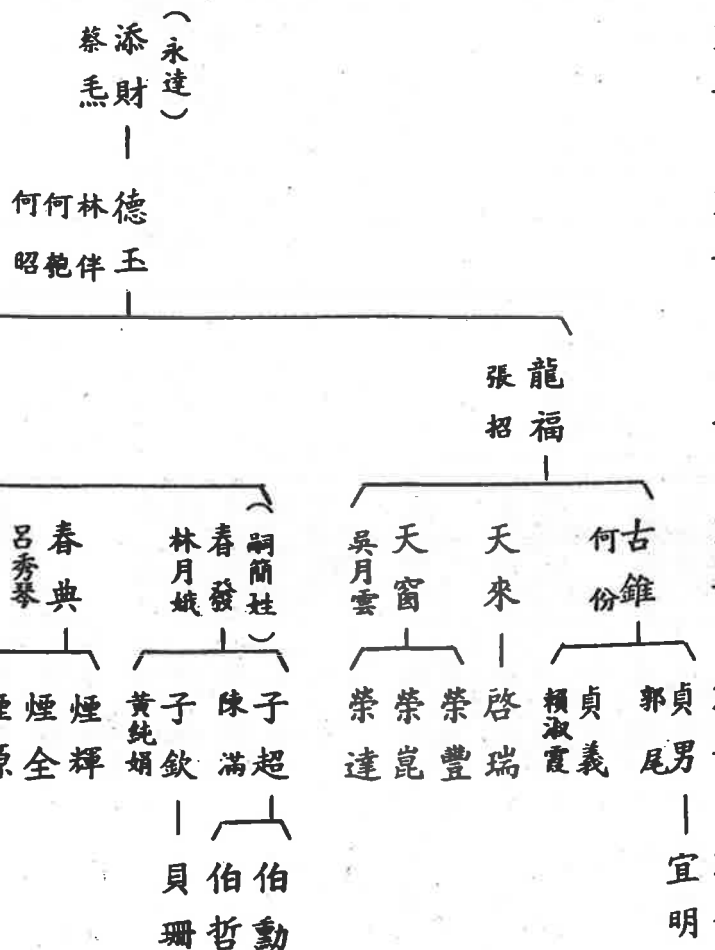 (永達)
添財
蔡𤆬
德玉
林伴
何𫏐
何昭
龍福
張招
古錐
何份
天來
天窗
吳月雲
(嗣簡姓)
春發
林月娥
春典
呂秀琴
貞男
郭尾
貞義
賴淑霞
啓瑞
榮豐
榮崑
榮達
子超
陳滿
子欽
黃純娟
煙輝
煙全
宜明
伯勳
伯哲
貝珊